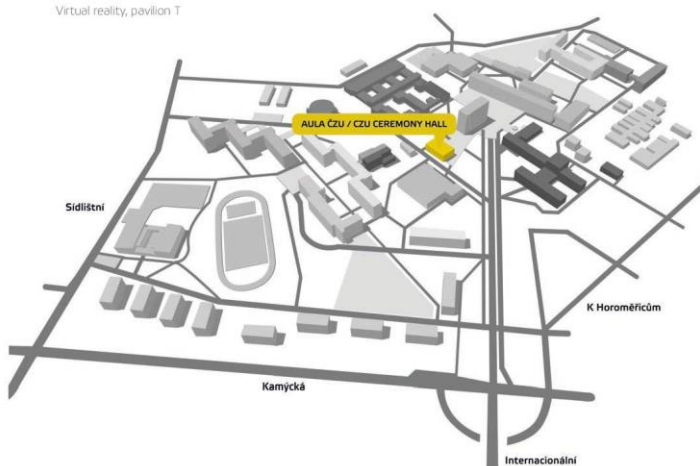 Virtual reality, pavilion T
AULA ČZU / CZU CEREMONY HALL
Sídlištní
K Horoměřicům
Kamýcká
Internacionální